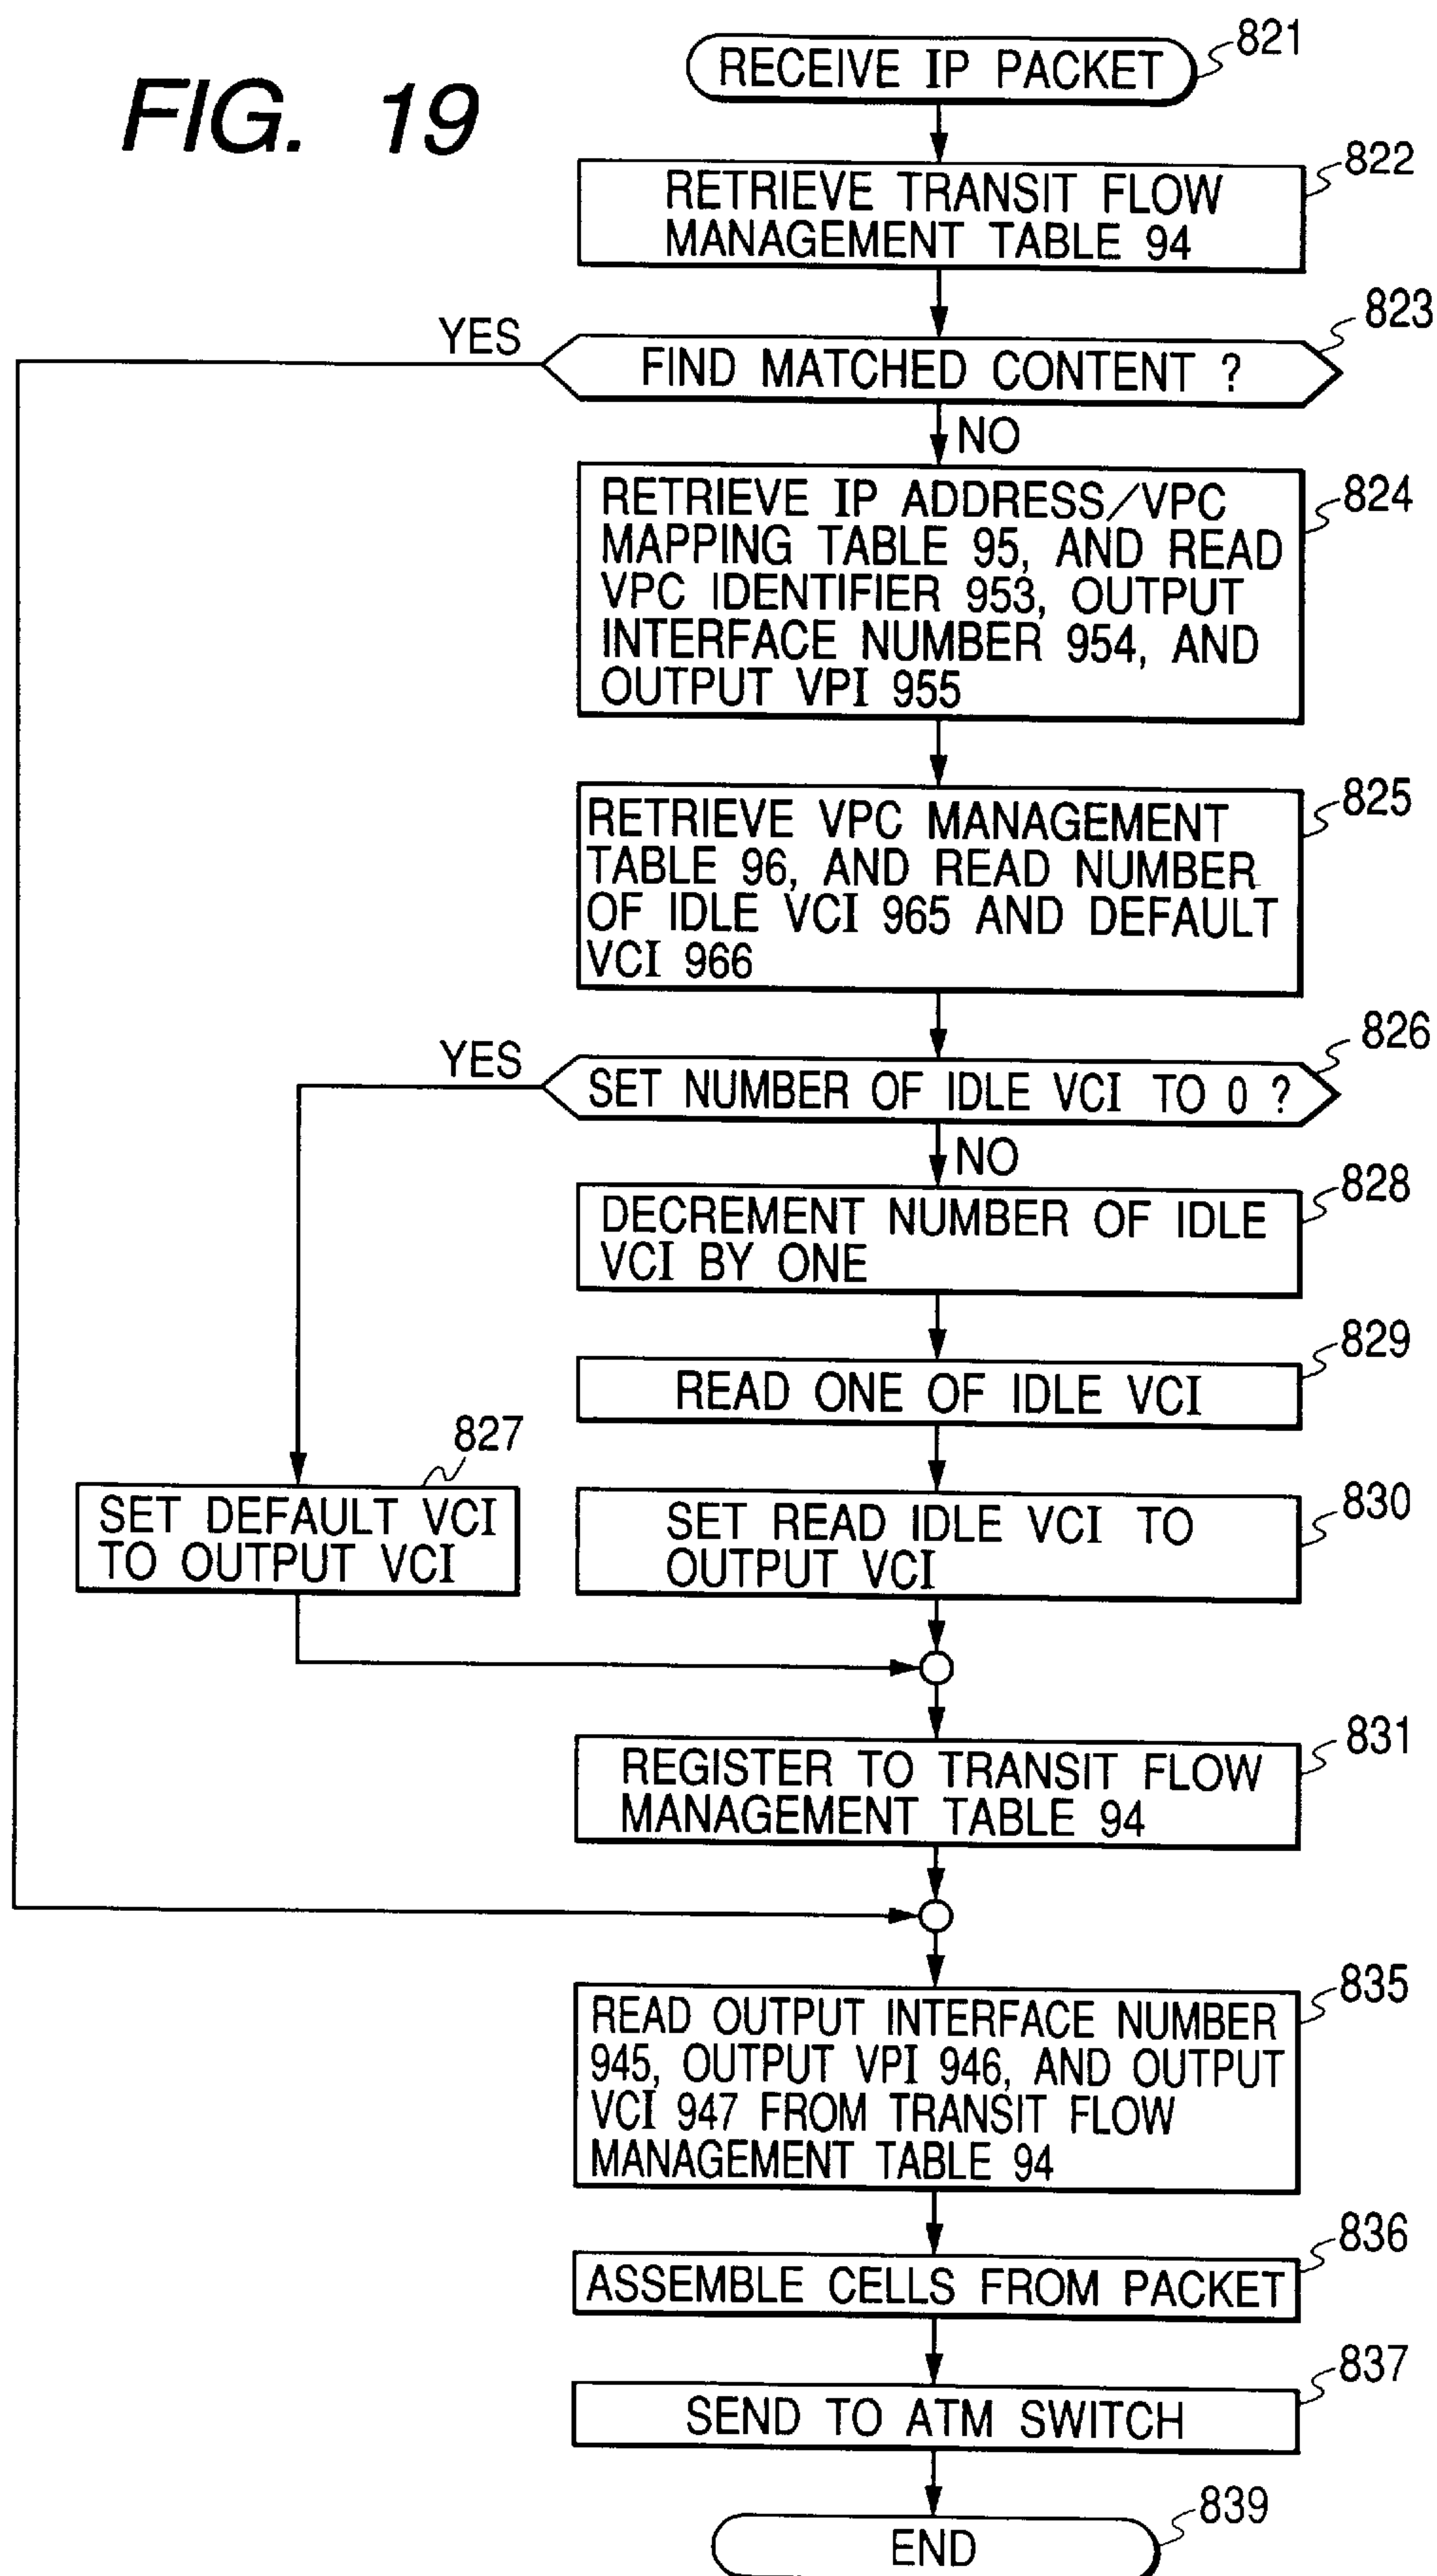 FIG. 19
RECEIVE IP PACKET
821
RETRIEVE TRANSIT FLOW
MANAGEMENT TABLE 94
822
YES
FIND MATCHED CONTENT ?
823
NO
RETRIEVE IP ADDRESS/VPC
MAPPING TABLE 95, AND READ
VPC IDENTIFIER 953, OUTPUT
INTERFACE NUMBER 954, AND
OUTPUT VPI 955
824
RETRIEVE VPC MANAGEMENT
TABLE 96, AND READ NUMBER
OF IDLE VCI 965 AND DEFAULT
VCI 966
825
YES
SET NUMBER OF IDLE VCI TO 0 ?
826
NO
DECREMENT NUMBER OF IDLE
VCI BY ONE
828
READ ONE OF IDLE VCI
829
827
SET DEFAULT VCI
TO OUTPUT VCI
SET READ IDLE VCI TO
OUTPUT VCI
830
REGISTER TO TRANSIT FLOW
MANAGEMENT TABLE 94
831
READ OUTPUT INTERFACE NUMBER
945, OUTPUT VPI 946, AND OUTPUT
VCI 947 FROM TRANSIT FLOW
MANAGEMENT TABLE 94
835
ASSEMBLE CELLS FROM PACKET
836
SEND TO ATM SWITCH
837
END
839